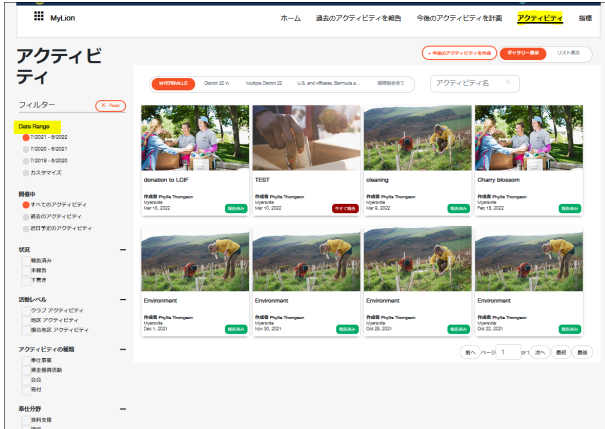 MyLion
ホーム 過去のアクティビティを報告 今後のアクティビティを計画 アクティビティ 指標
アクティビ
ティ
+ 今後のアクティビティを作成 ギャラリー表示 リスト表示
MYERSVILLE District 22 W Multiple District 22 U.S. and Affiliates, Bermuda a... 国際協会全て アクティビティ名
フィルター
Date Range
7/2021 - 6/2022
7/2020 - 6/2021
7/2019 - 6/2020
カスタマイズ
開催中
すべてのアクティビティ
過去のアクティビティ
近日予定のアクティビティ
状況
報告済み
未報告
下書き
活動レベル
クラブ アクティビティ
地区 アクティビティ
複合地区 アクティビティ
アクティビティの種類
奉仕事業
資金獲得活動
会合
寄付
奉仕分野
食料支援
donation to LCIF
作成者 Phyllis Thompson
Myersville
Mar 16, 2022 報告済み
TEST
作成者 Phyllis Thompson
Myersville
Mar 10, 2022 今すぐ報告
cleaning
作成者 Phyllis Thompson
Myersville
Mar 9, 2022 報告済み
Charry blossom
作成者 Phyllis Thompson
Myersville
Feb 18, 2022 報告済み
Environment
作成者 Phyllis Thompson
Myersville
Dec 1, 2021 報告済み
Environment
作成者 Phyllis Thompson
Myersville
Nov 30, 2021 報告済み
Environment
作成者 Phyllis Thompson
Myersville
Oct 28, 2021 報告済み
Environment
作成者 Phyllis Thompson
Myersville
Oct 22, 2021 報告済み
前へ ページ 1 of 1 次へ 最初 最後